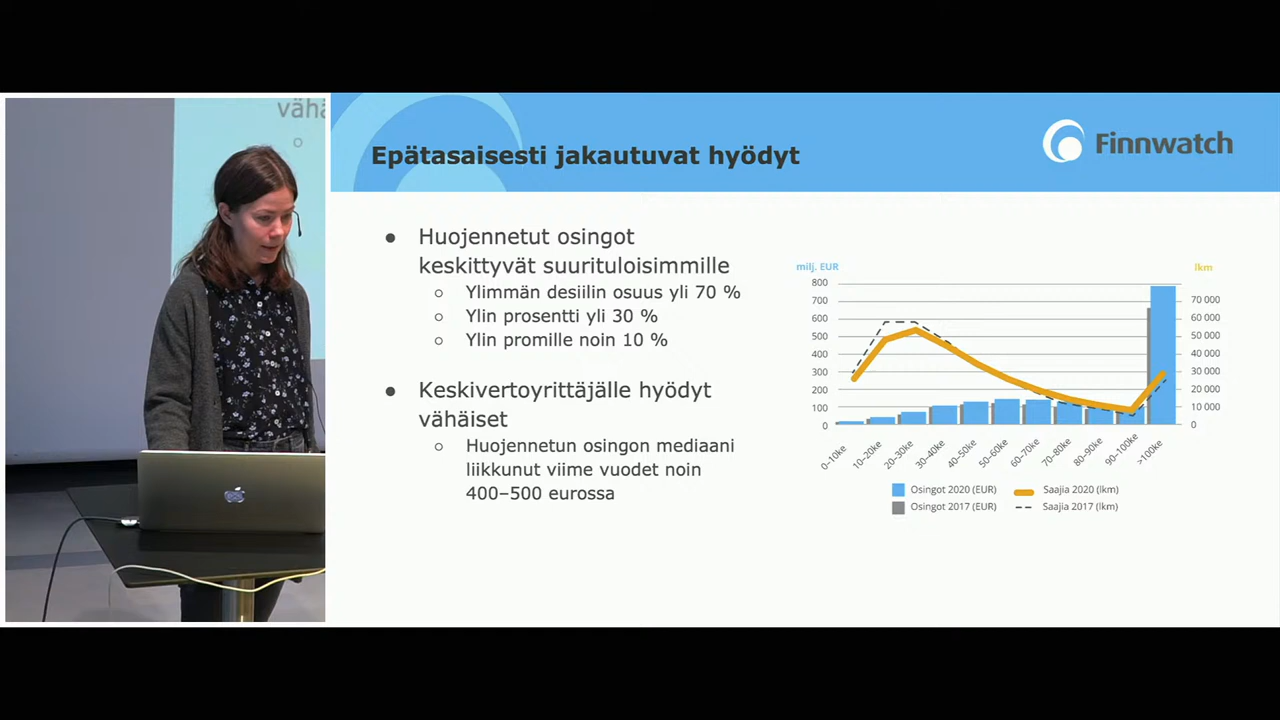 vähä
Epätasaisesti jakautuvat hyödyt
Finnwatch
● Huojennetut osingot
keskittyvät suurituloisimmille
○ Ylimmän desiilin osuus yli 70 %
○ Ylin prosentti yli 30 %
○ Ylin promille noin 10 %
● Keskivertoyrittäjälle hyödyt
vähäiset
○ Huojennetun osingon mediaani
liikkunut viime vuodet noin
400–500 eurossa
milj. EUR
lkm
800
700
600
500
400
300
200
100
0
70 000
60 000
50 000
40 000
30 000
20 000
10 000
0
0–10ke
10–20ke
20–30ke
30–40ke
40–50ke
50–60ke
60–70ke
70–80ke
80–90ke
90–100ke
>100ke
Osingot 2020 (EUR)
Saajia 2020 (lkm)
Osingot 2017 (EUR)
Saajia 2017 (lkm)